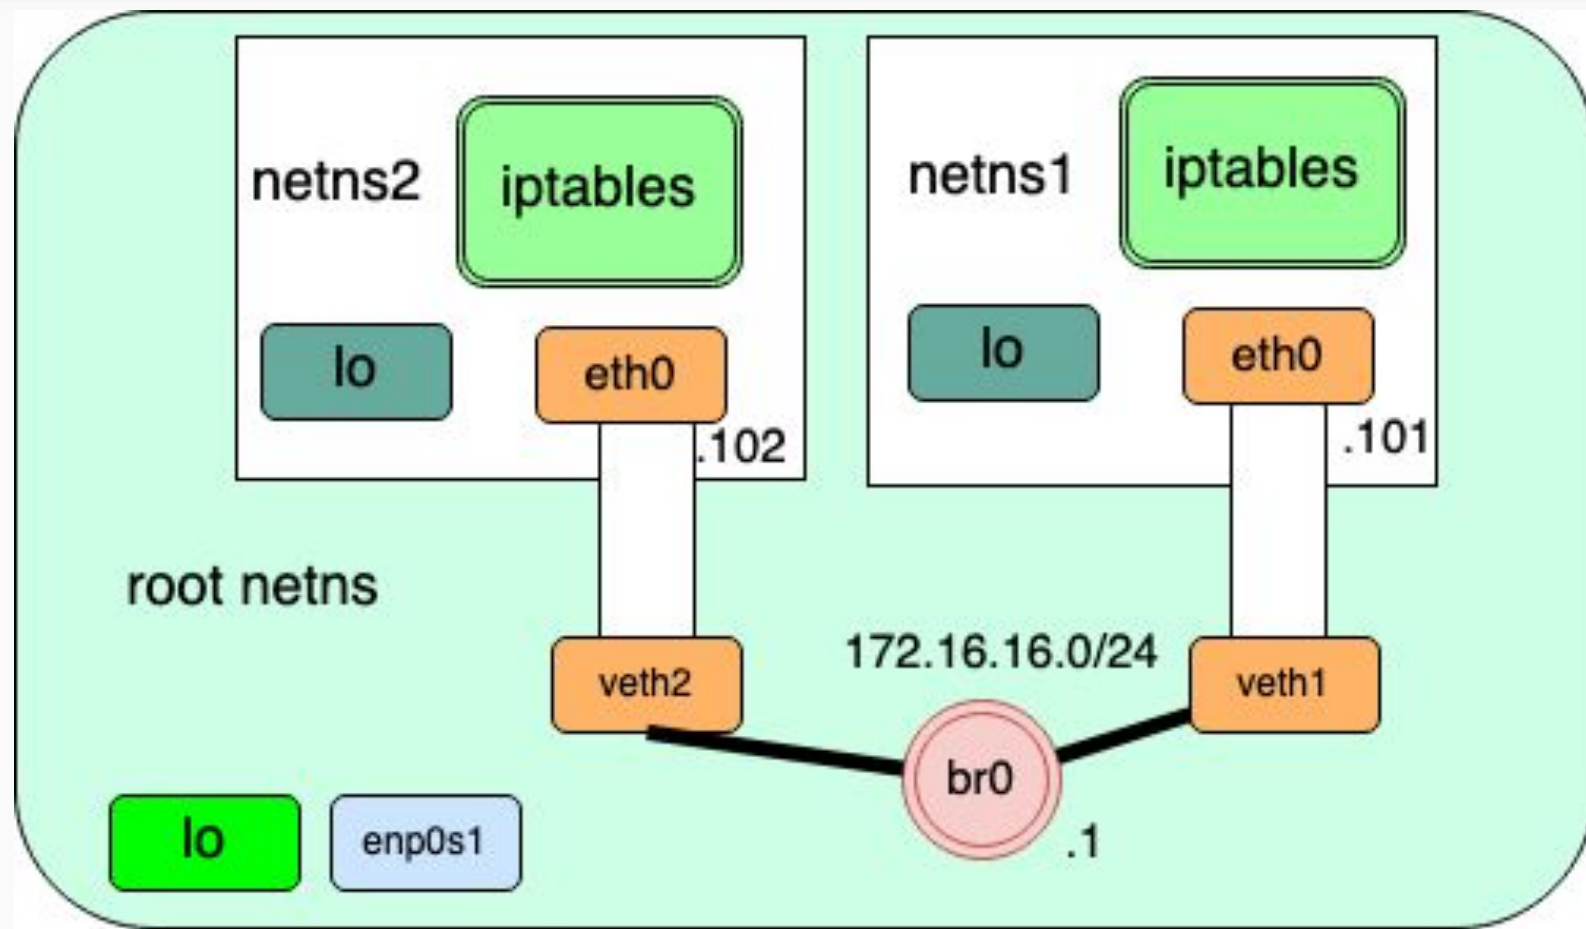 netns2
iptables
lo
eth0
.102
netns1
iptables
lo
eth0
.101
root netns
172.16.16.0/24
veth2
veth1
br0
.1
lo
enp0s1